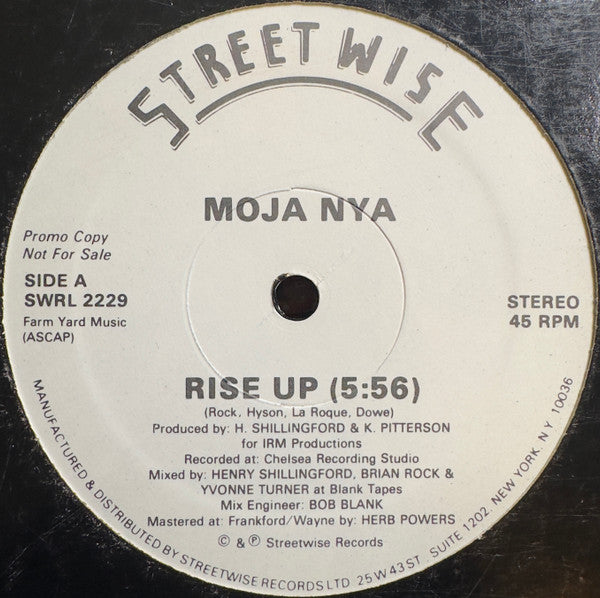 STREETWISE
MOJA NYA
Promo Copy
Not For Sale
SIDE A
SWRL 2229
Farm Yard Music
(ASCAP)
STEREO
45 RPM
RISE UP (5:56)
(Rock, Hyson, La Roque, Dowe)
Produced by: H. SHILLINGFORD & K. PITTERSON
for IRM Productions
Recorded at: Chelsea Recording Studio
Mixed by: HENRY SHILLINGFORD, BRIAN ROCK &
YVONNE TURNER at Blank Tapes
Mix Engineer: BOB BLANK
Mastered at: Frankford/Wayne by: HERB POWERS
© & ℗ Streetwise Records
MANUFACTURED & DISTRIBUTED BY STREETWISE RECORDS LTD. 25 W 43 ST. SUITE 1202, NEW YORK, N.Y. 10036